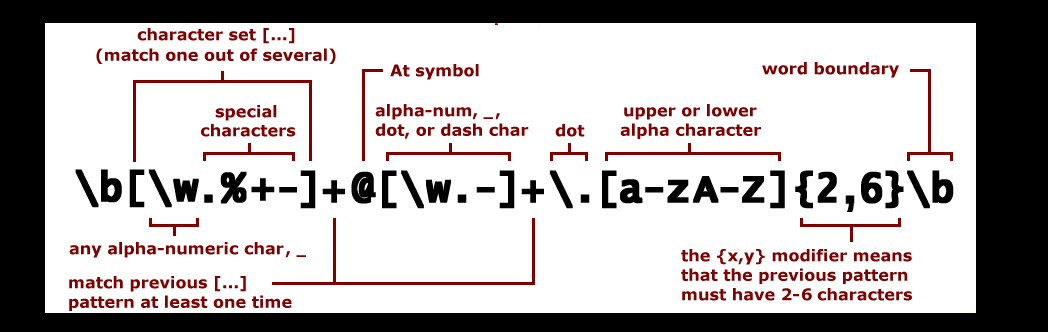 character set [...]
(match one out of several)
At symbol
word boundary
special
characters
alpha-num, _,
dot, or dash char
dot
upper or lower
alpha character
\b[\w.%+-]+@[\w.-]+\.[a-zA-Z]{2,6}\b
any alpha-numeric char, _
match previous [...]
pattern at least one time
the {x,y} modifier means
that the previous pattern
must have 2-6 characters